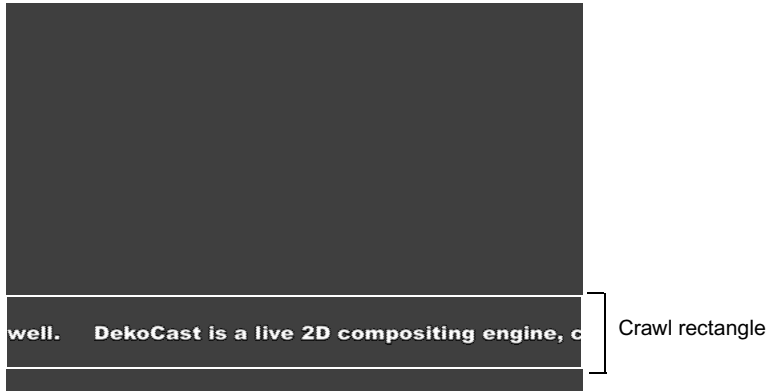 well. DekoCast is a live 2D compositing engine, c
Crawl rectangle